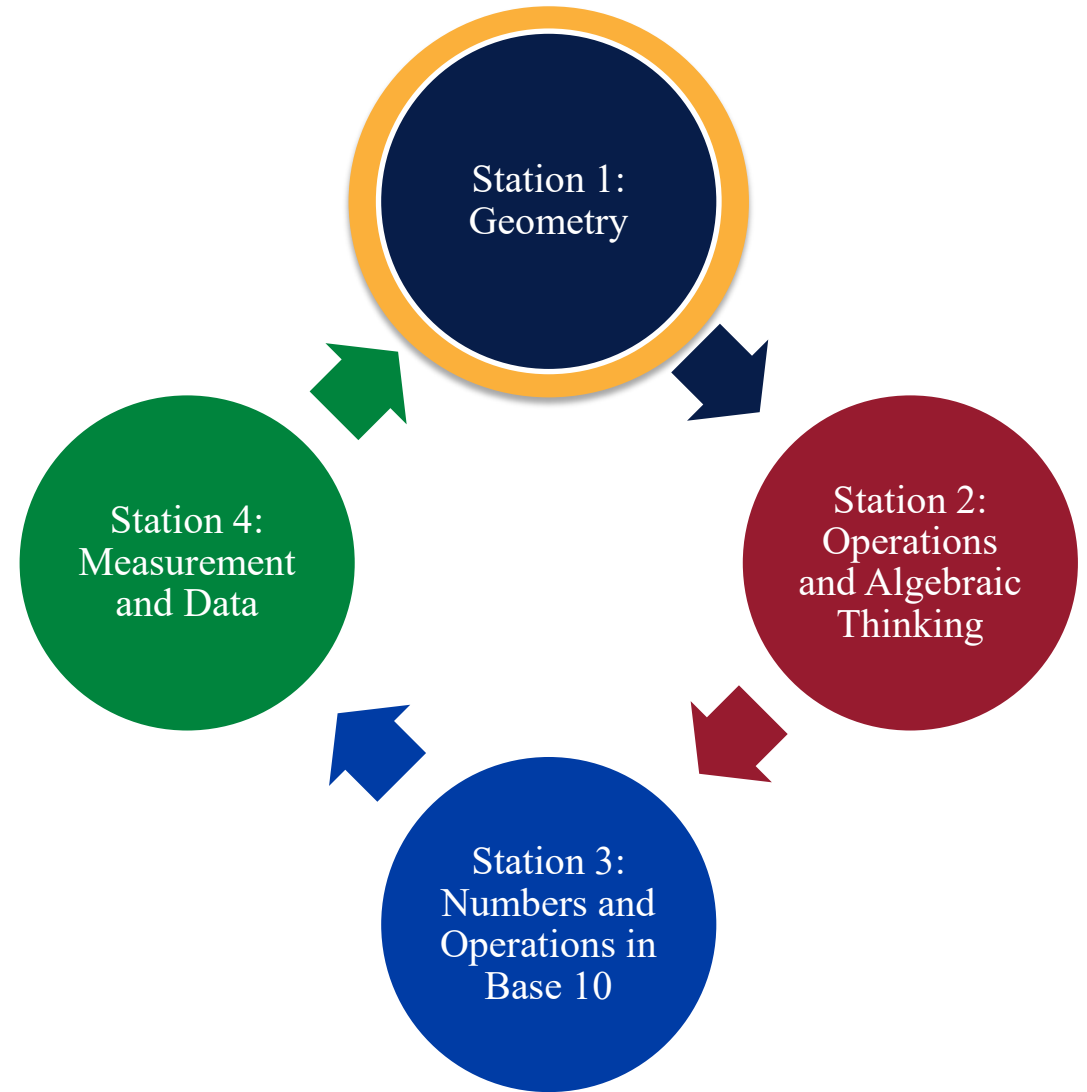 Station 1:
Geometry
Station 2:
Operations
and Algebraic
Thinking
Station 3:
Numbers and
Operations in
Base 10
Station 4:
Measurement
and Data